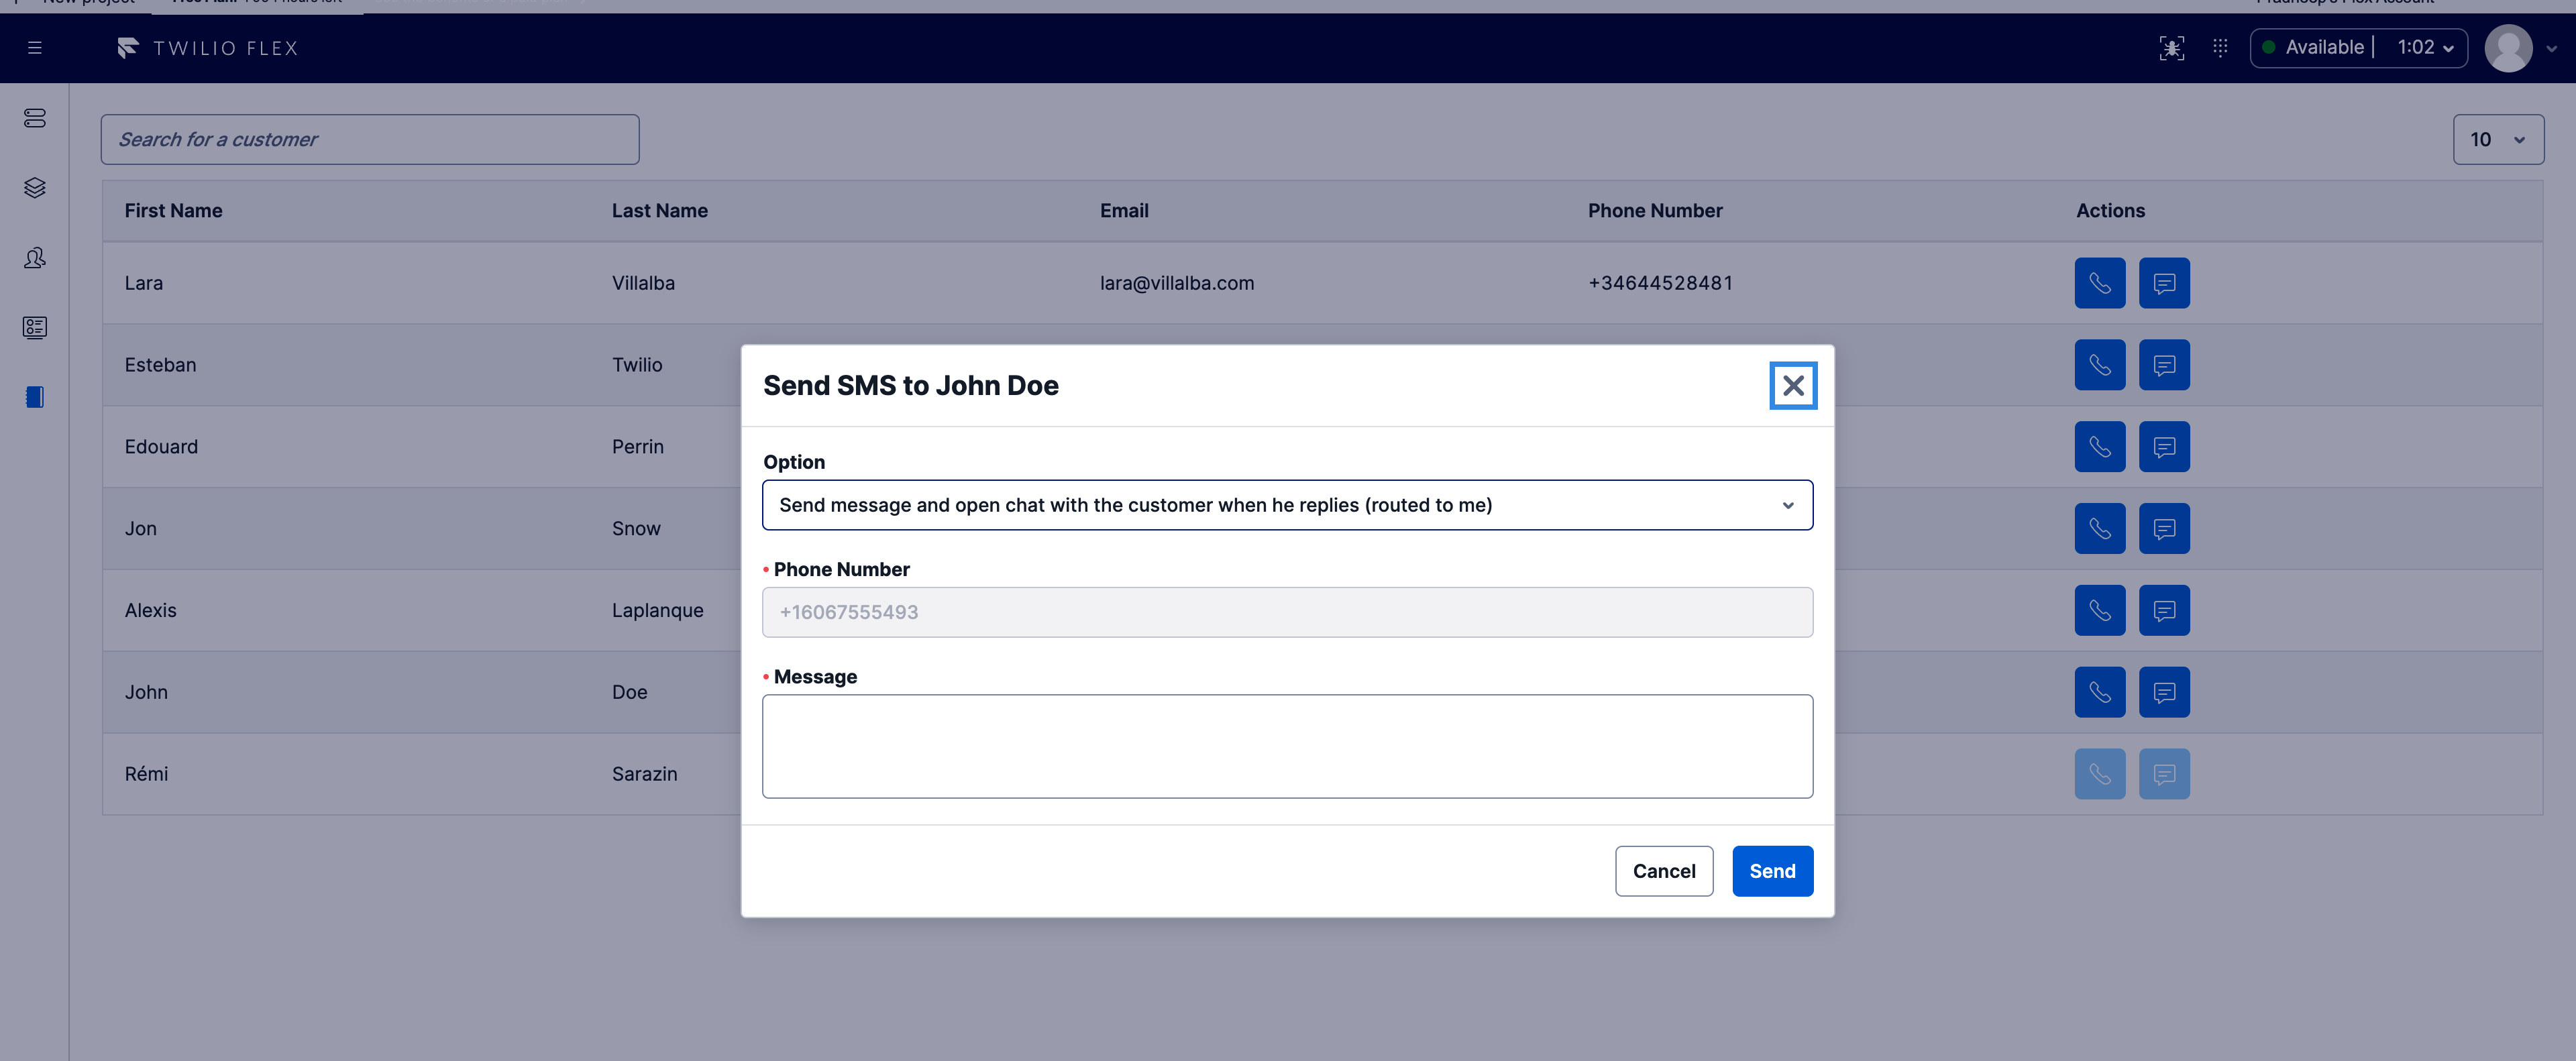 New project
TWILIO FLEX
Available | 1:02
Search for a customer
10
First Name Last Name Email Phone Number Actions
Lara Villalba lara@villalba.com +34644528481
Esteban Twilio
Edouard Perrin
Jon Snow
Alexis Laplanque
John Doe
Rémi Sarazin
Send SMS to John Doe
Option
Send message and open chat with the customer when he replies (routed to me)
Phone Number
+16067555493
Message
Cancel Send